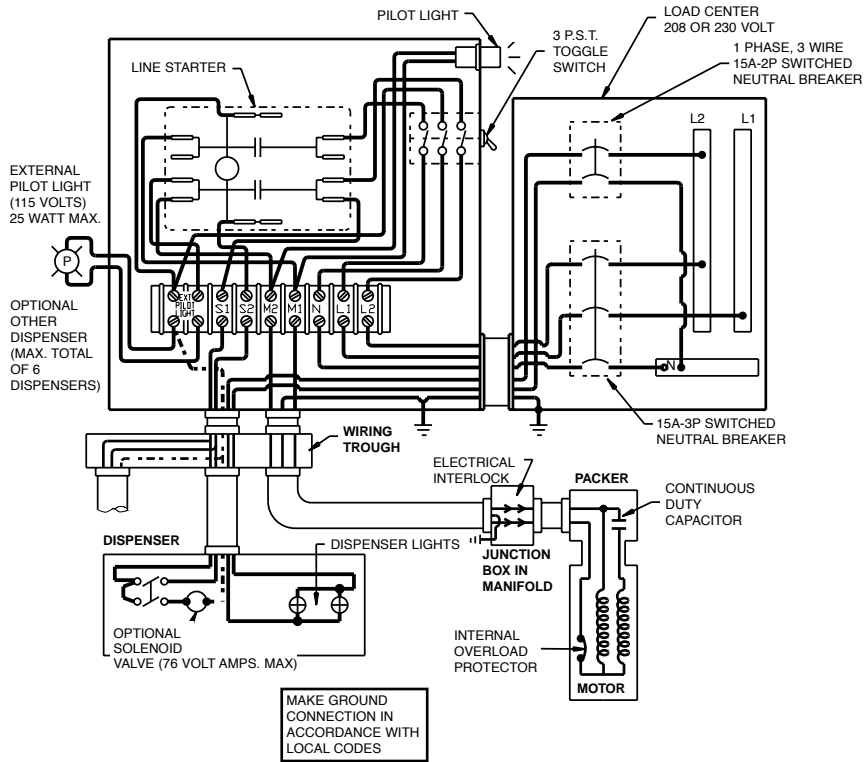 PILOT LIGHT
LOAD CENTER
208 OR 230 VOLT
3 P.S.T.
TOGGLE
SWITCH
1 PHASE, 3 WIRE
15A-2P SWITCHED
NEUTRAL BREAKER
LINE STARTER
L2
L1
EXTERNAL
PILOT LIGHT
(115 VOLTS)
25 WATT MAX.
P
EXT
PILOT
LIGHT
S1
S2
M2
M1
N
L1
L2
OPTIONAL
OTHER
DISPENSER
(MAX. TOTAL
OF 6
DISPENSERS)
N
15A-3P SWITCHED
NEUTRAL BREAKER
WIRING
TROUGH
ELECTRICAL
INTERLOCK
PACKER
CONTINUOUS
DUTY
CAPACITOR
DISPENSER
DISPENSER LIGHTS
JUNCTION
BOX IN
MANIFOLD
OPTIONAL
SOLENOID
VALVE (76 VOLT AMPS. MAX)
INTERNAL
OVERLOAD
PROTECTOR
MOTOR
MAKE GROUND
CONNECTION IN
ACCORDANCE WITH
LOCAL CODES